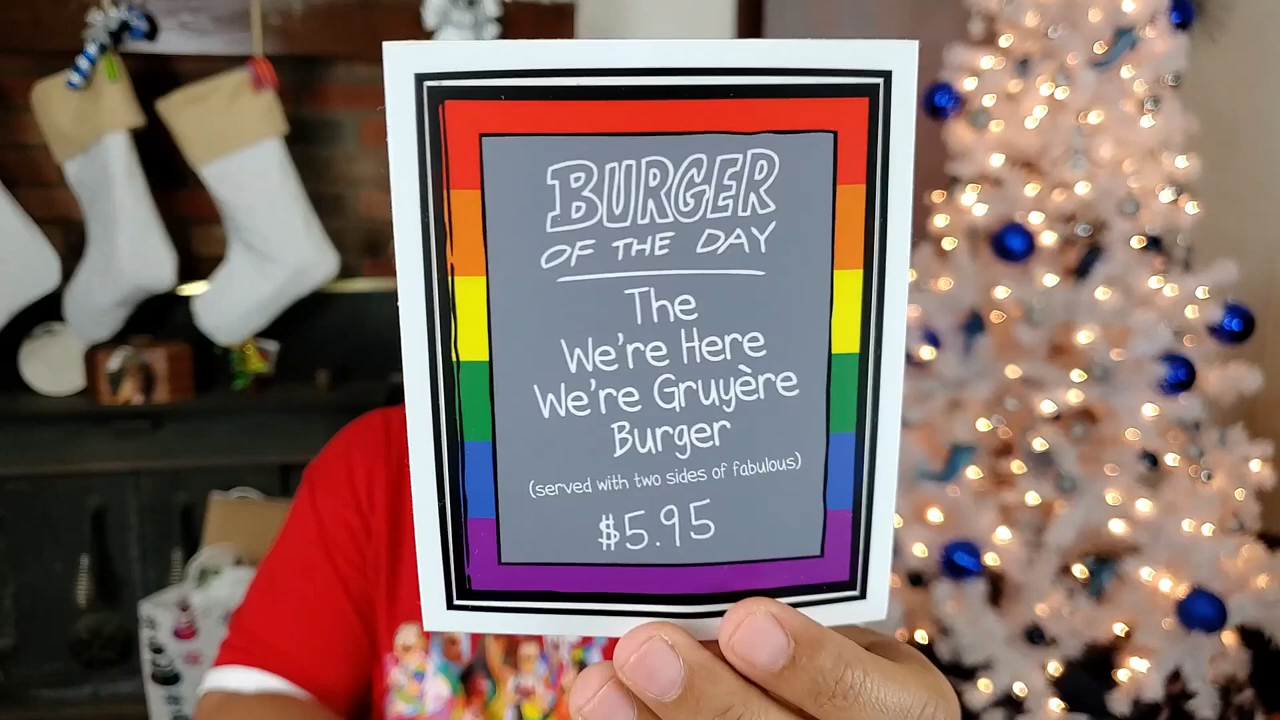 BURGER
OF THE DAY
The
We're Here
We're Gruyère
Burger
(served with two sides of fabulous)
$5.95